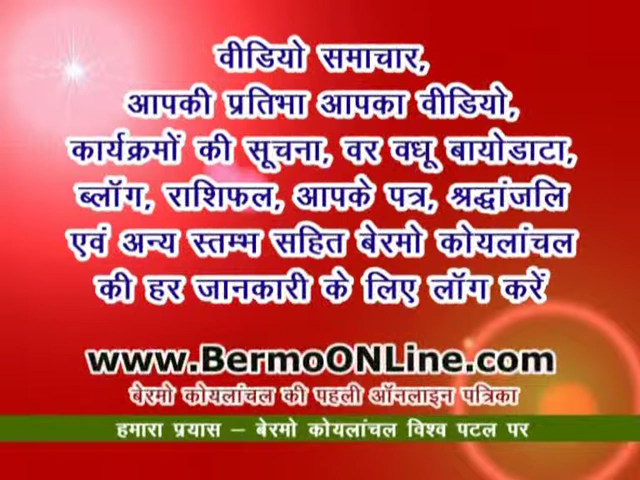 वीडियो समाचार,
आपकी प्रतिभा आपका वीडियो,
कार्यक्रमों की सूचना, वर वधू बायोडाटा,
ब्लॉग, राशिफल, आपके पत्र, श्रद्धांजलि
एवं अन्य स्तम्भ सहित बेरमो कोयलांचल
की हर जानकारी के लिए लॉग करें
www.BermoONLine.com
बेरमो कोयलांचल की पहली ऑनलाइन पत्रिका
हमारा प्रयास – बेरमो कोयलांचल विश्व पटल पर